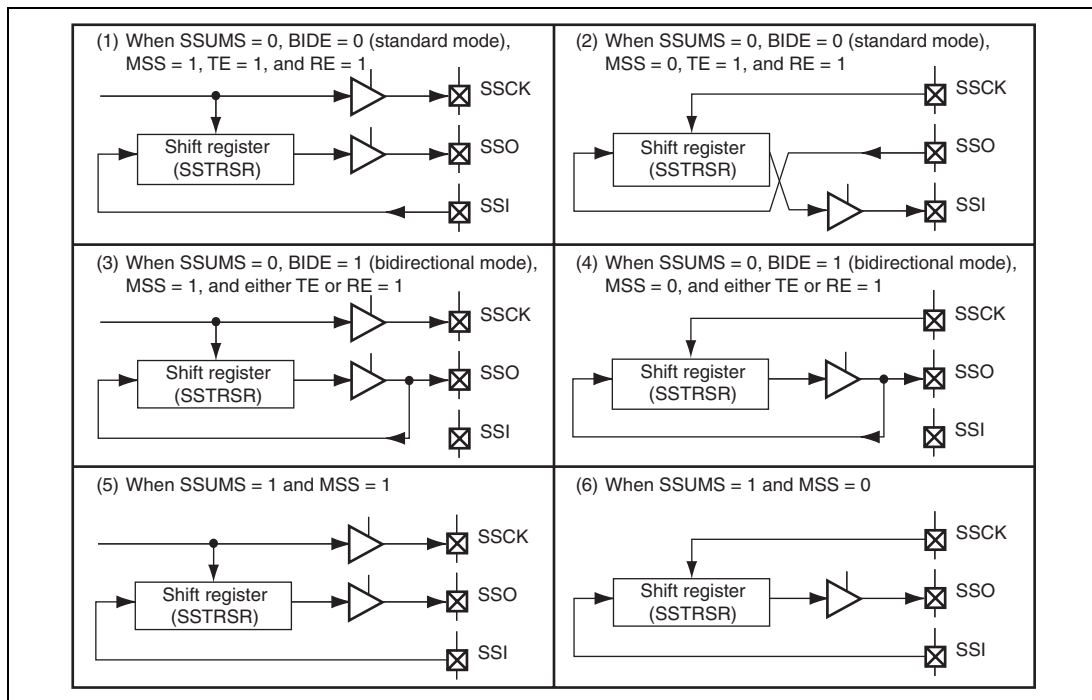 (1) When SSUMS = 0, BIDE = 0 (standard mode),
MSS = 1, TE = 1, and RE = 1
SSCK
Shift register
(SSTRSR)
SSO
SSI
(2) When SSUMS = 0, BIDE = 0 (standard mode),
MSS = 0, TE = 1, and RE = 1
SSCK
Shift register
(SSTRSR)
SSO
SSI
(3) When SSUMS = 0, BIDE = 1 (bidirectional mode),
MSS = 1, and either TE or RE = 1
SSCK
Shift register
(SSTRSR)
SSO
SSI
(4) When SSUMS = 0, BIDE = 1 (bidirectional mode),
MSS = 0, and either TE or RE = 1
SSCK
Shift register
(SSTRSR)
SSO
SSI
(5) When SSUMS = 1 and MSS = 1
SSCK
Shift register
(SSTRSR)
SSO
SSI
(6) When SSUMS = 1 and MSS = 0
SSCK
Shift register
(SSTRSR)
SSO
SSI